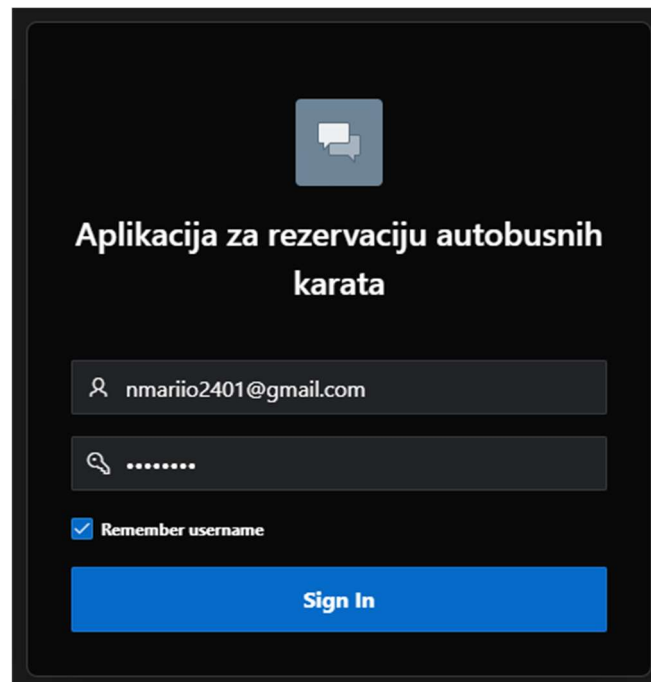 Aplikacija za rezervaciju autobusnih
karata
nmariio2401@gmail.com
••••••••
Remember username
Sign In